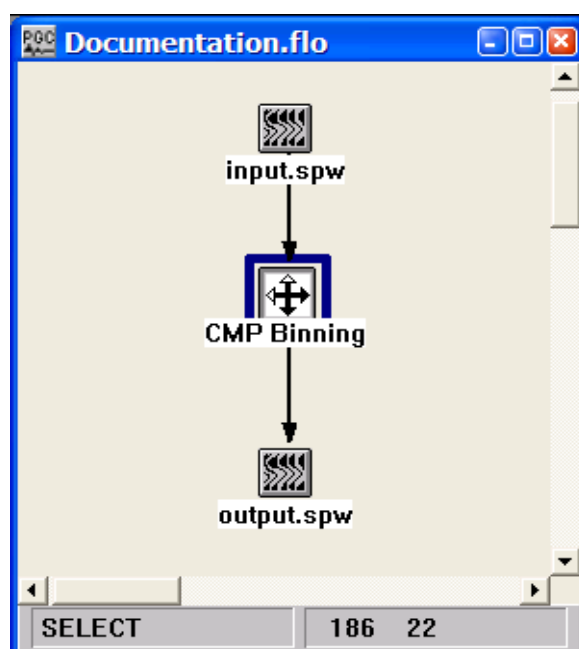 PGC Documentation.flo
input.spw
CMP Binning
output.spw
SELECT 186 22